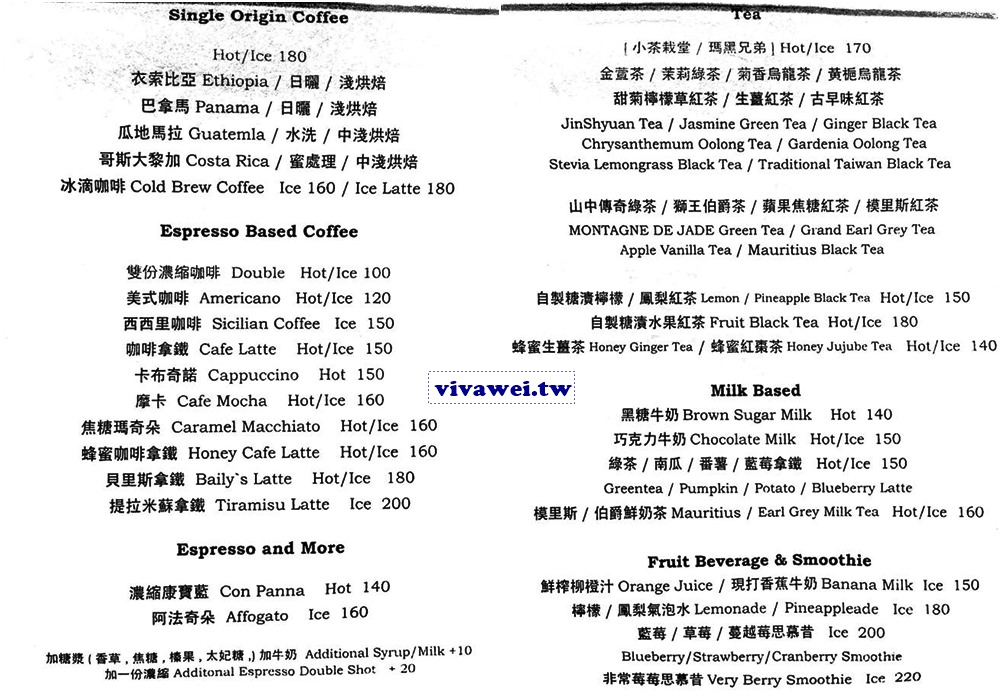 Single Origin Coffee
Hot/Ice 180
衣索比亞 Ethiopia / 日曬 / 淺烘焙
巴拿馬 Panama / 日曬 / 淺烘焙
瓜地馬拉 Guatemla / 水洗 / 中淺烘焙
哥斯大黎加 Costa Rica / 蜜處理 / 中淺烘焙
冰滴咖啡 Cold Brew Coffee Ice 160 / Ice Latte 180
Espresso Based Coffee
雙份濃縮咖啡 Double Hot/Ice 100
美式咖啡 Americano Hot/Ice 120
西西里咖啡 Sicilian Coffee Ice 150
咖啡拿鐵 Cafe Latte Hot/Ice 150
卡布奇諾 Cappuccino Hot 150
摩卡 Cafe Mocha Hot/Ice 160
焦糖瑪奇朵 Caramel Macchiato Hot/Ice 160
蜂蜜咖啡拿鐵 Honey Cafe Latte Hot/Ice 160
貝里斯拿鐵 Baily`s Latte Hot/Ice 180
提拉米蘇拿鐵 Tiramisu Latte Ice 200
Espresso and More
濃縮康寶藍 Con Panna Hot 140
阿法奇朵 Affogato Ice 160
加糖漿 ( 香草 , 焦糖 , 榛果 , 太妃糖 ,) 加牛奶 Additional Syrup/Milk +10
加一份濃縮 Additonal Espresso Double Shot + 20
Tea
[ 小茶栽堂 / 瑪黑兄弟 ] Hot/Ice 170
金萱茶 / 茉莉綠茶 / 菊香烏龍茶 / 黃梔烏龍茶
甜菊檸檬草紅茶 / 生薑紅茶 / 古早味紅茶
JinShyuan Tea / Jasmine Green Tea / Ginger Black Tea
Chrysanthemum Oolong Tea / Gardenia Oolong Tea
Stevia Lemongrass Black Tea / Traditional Taiwan Black Tea
山中傳奇綠茶 / 獅王伯爵茶 / 蘋果焦糖紅茶 / 模里斯紅茶
MONTAGNE DE JADE Green Tea / Grand Earl Grey Tea
Apple Vanilla Tea / Mauritius Black Tea
自製糖漬檸檬 / 鳳梨紅茶 Lemon / Pineapple Black Tea Hot/Ice 150
自製糖漬水果紅茶 Fruit Black Tea Hot/Ice 180
蜂蜜生薑茶 Honey Ginger Tea / 蜂蜜紅棗茶 Honey Jujube Tea Hot/Ice 140
vivawei.tw
Milk Based
黑糖牛奶 Brown Sugar Milk Hot 140
巧克力牛奶 Chocolate Milk Hot/Ice 150
綠茶 / 南瓜 / 番薯 / 藍莓拿鐵 Hot/Ice 150
Greentea / Pumpkin / Potato / Blueberry Latte
模里斯 / 伯爵鮮奶茶 Mauritius / Earl Grey Milk Tea Hot/Ice 160
Fruit Beverage & Smoothie
鮮榨柳橙汁 Orange Juice / 現打香蕉牛奶 Banana Milk Ice 150
檸檬 / 鳳梨氣泡水 Lemonade / Pineappleade Ice 180
藍莓 / 草莓 / 蔓越莓思慕昔 Ice 200
Blueberry/Strawberry/Cranberry Smoothie
非常莓莓思慕昔 Very Berry Smoothie Ice 220